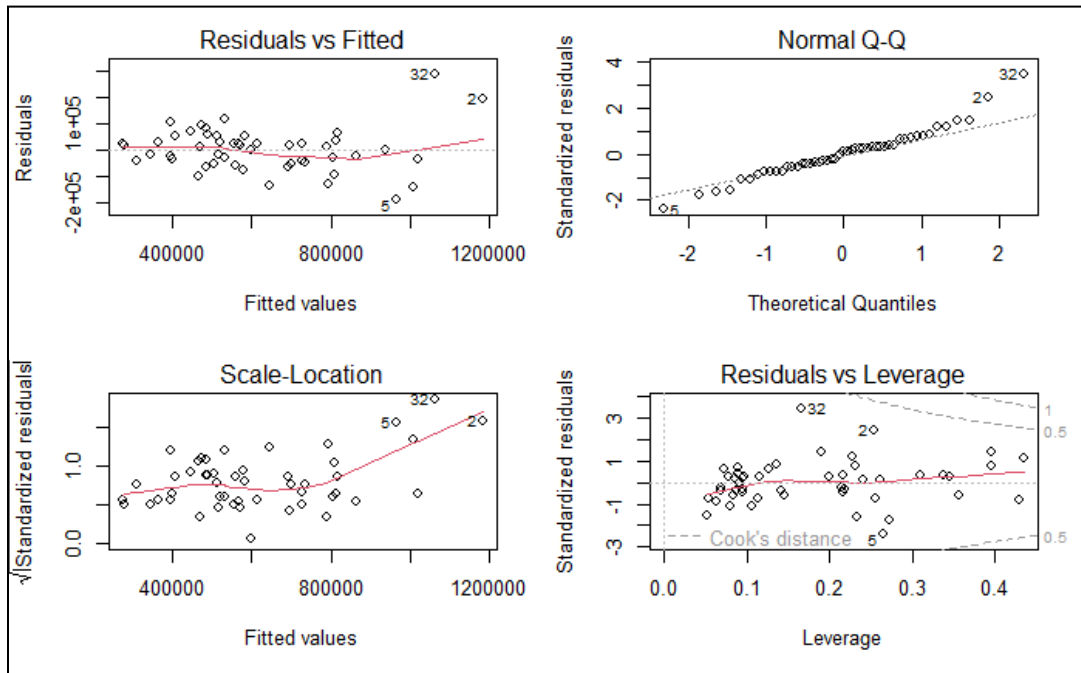 Residuals vs Fitted
Residuals
-2e+05
1e+05
32
2
5
400000
800000
1200000
Fitted values
Normal Q-Q
Standardized residuals
-2
0
2
4
32
2
5
-2
-1
0
1
2
Theoretical Quantiles
Scale-Location
√|Standardized residuals|
0.0
1.0
32
5
2
400000
800000
1200000
Fitted values
Residuals vs Leverage
Standardized residuals
-3
-1
1
3
32
2
5
1
0.5
0.5
Cook's distance
0.0
0.1
0.2
0.3
0.4
Leverage